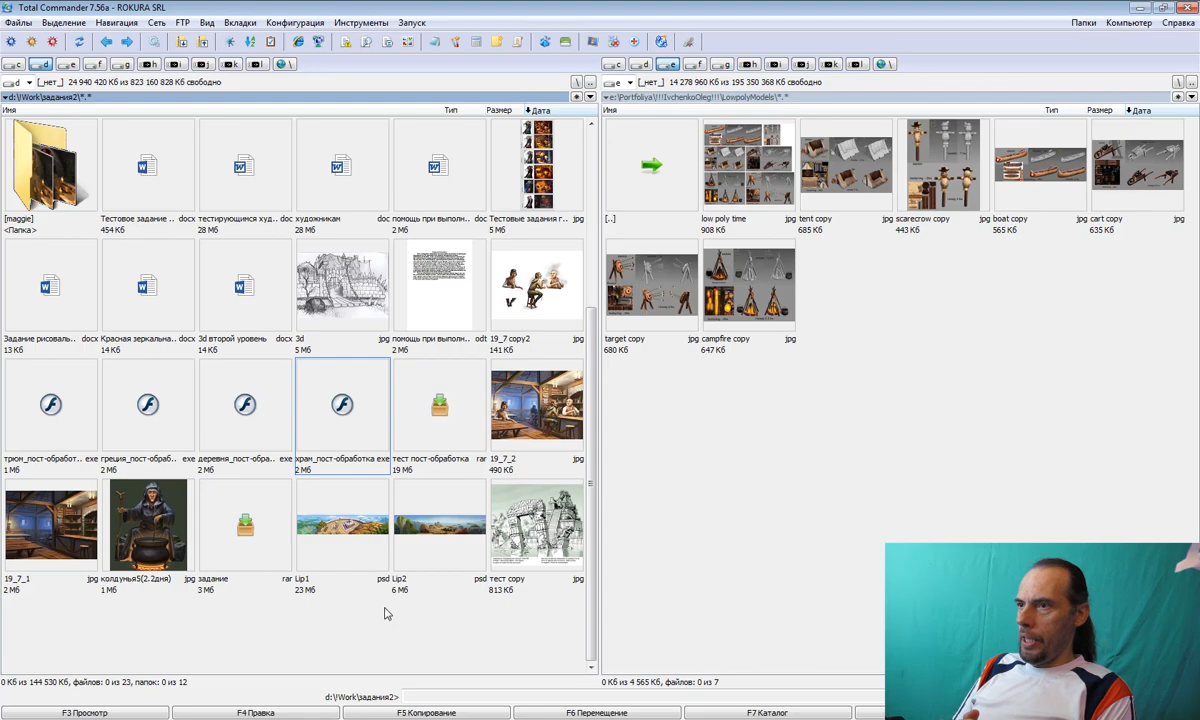 Total Commander 7.56a - ROKURA SRL
Файлы Выделение Навигация Сеть FTP Вид Вкладки Конфигурация Инструменты Запуск Папки Компьютер Справка
c d e f g h i j k l \
c d e f g h i j k l \
d [_нет_] 24 940 420 Кб из 823 160 828 Кб свободно \ ..
e [_нет_] 14 278 960 Кб из 195 350 368 Кб свободно \ ..
d:\!Work\задания2\*.*
e:\Portfoliya\!!!IvchenkoOleg!!!\LowpolyModels\*.*
Имя Тип Размер Дата
Имя Тип Размер Дата
[maggie] Тестовое задание .. docx тестирующимся худ.. doc художникам doc помощь при выполн.. doc Тестовые задания г.. jpg
<Папка> 454 Кб 28 Мб 28 Мб 2 Мб 5 Мб
[..] low poly time jpg tent copy jpg scarecrow copy jpg boat copy jpg cart copy jpg
908 Кб 685 Кб 443 Кб 565 Кб 635 Кб
Задание рисоваль.. docx Красная зеркальна.. docx 3d второй уровень docx 3d jpg помощь при выполн.. odt 19_7 copy2 jpg
13 Кб 14 Кб 14 Кб 5 Мб 2 Мб 141 Кб
target copy jpg campfire copy jpg
680 Кб 647 Кб
трюм_пост-обработ.. exe греция_пост-обраб.. exe деревня_пост-обра.. exe храм_пост-обработка exe тест пост-обработка rar 19_7_2 jpg
1 Мб 2 Мб 2 Мб 2 Мб 19 Мб 490 Кб
19_7_1 jpg колдунья5(2.2дня) jpg задание rar Lip1 psd Lip2 psd тест copy jpg
2 Мб 1 Мб 3 Мб 23 Мб 6 Мб 813 Кб
0 Кб из 144 530 Кб, файлы: 0 из 23, папок: 0 из 12
0 Кб из 4 565 Кб, файлов: 0 из 7
d:\!Work\задания2>
F3 Просмотр F4 Правка F5 Копирование F6 Перемещение F7 Каталог